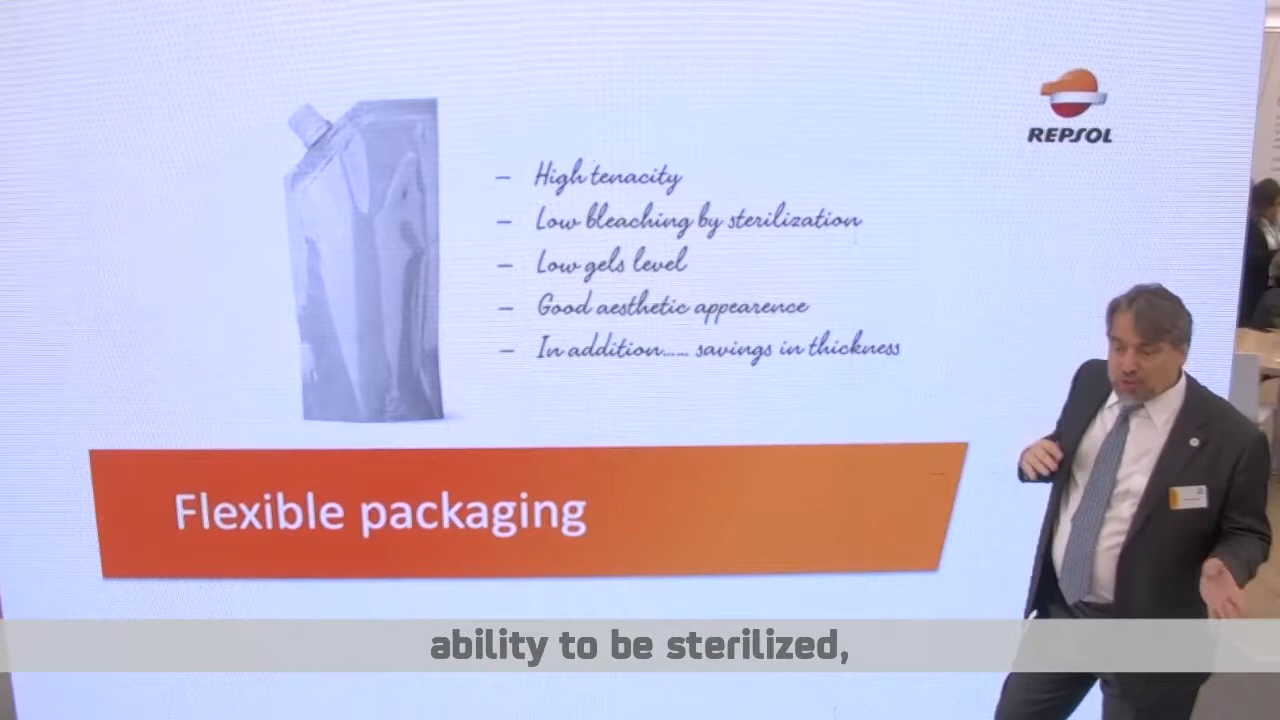 REPSOL
– High tenacity
– Low bleaching by sterilization
– Low gels level
– Good aesthetic appearence
– In addition...... savings in thickness
Flexible packaging
ability to be sterilized,